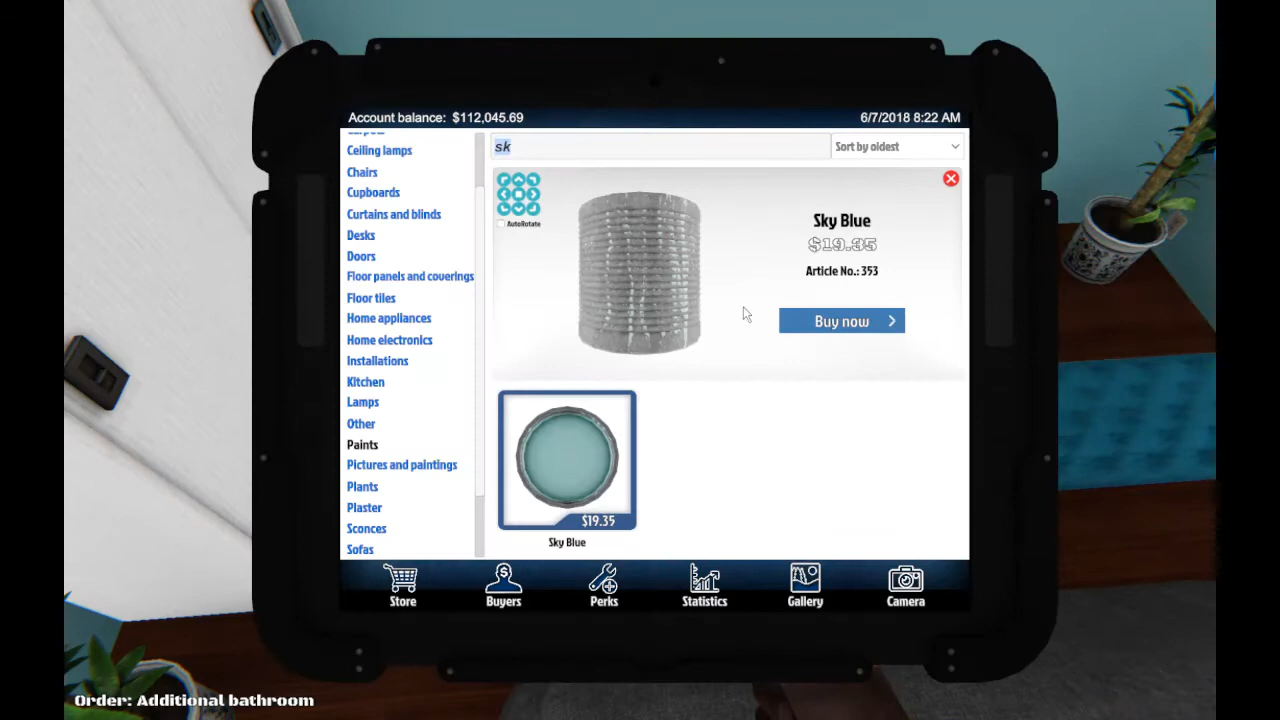 Account balance: $112,045.69
6/7/2018 8:22 AM
Carpets
Ceiling lamps
Chairs
Cupboards
Curtains and blinds
Desks
Doors
Floor panels and coverings
Floor tiles
Home appliances
Home electronics
Installations
Kitchen
Lamps
Other
Paints
Pictures and paintings
Plants
Plaster
Sconces
Sofas
sk
Sort by oldest
AutoRotate
Sky Blue
$19.35
Article No.: 353
Buy now
$19.35
Sky Blue
Store
Buyers
Perks
Statistics
Gallery
Camera
Order: Additional bathroom